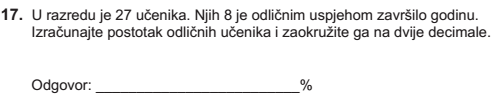 17. U razredu je 27 učenika. Njih 8 je odličnim uspjehom završilo godinu.
Izračunajte postotak odličnih učenika i zaokružite ga na dvije decimale.
Odgovor: _________________________%